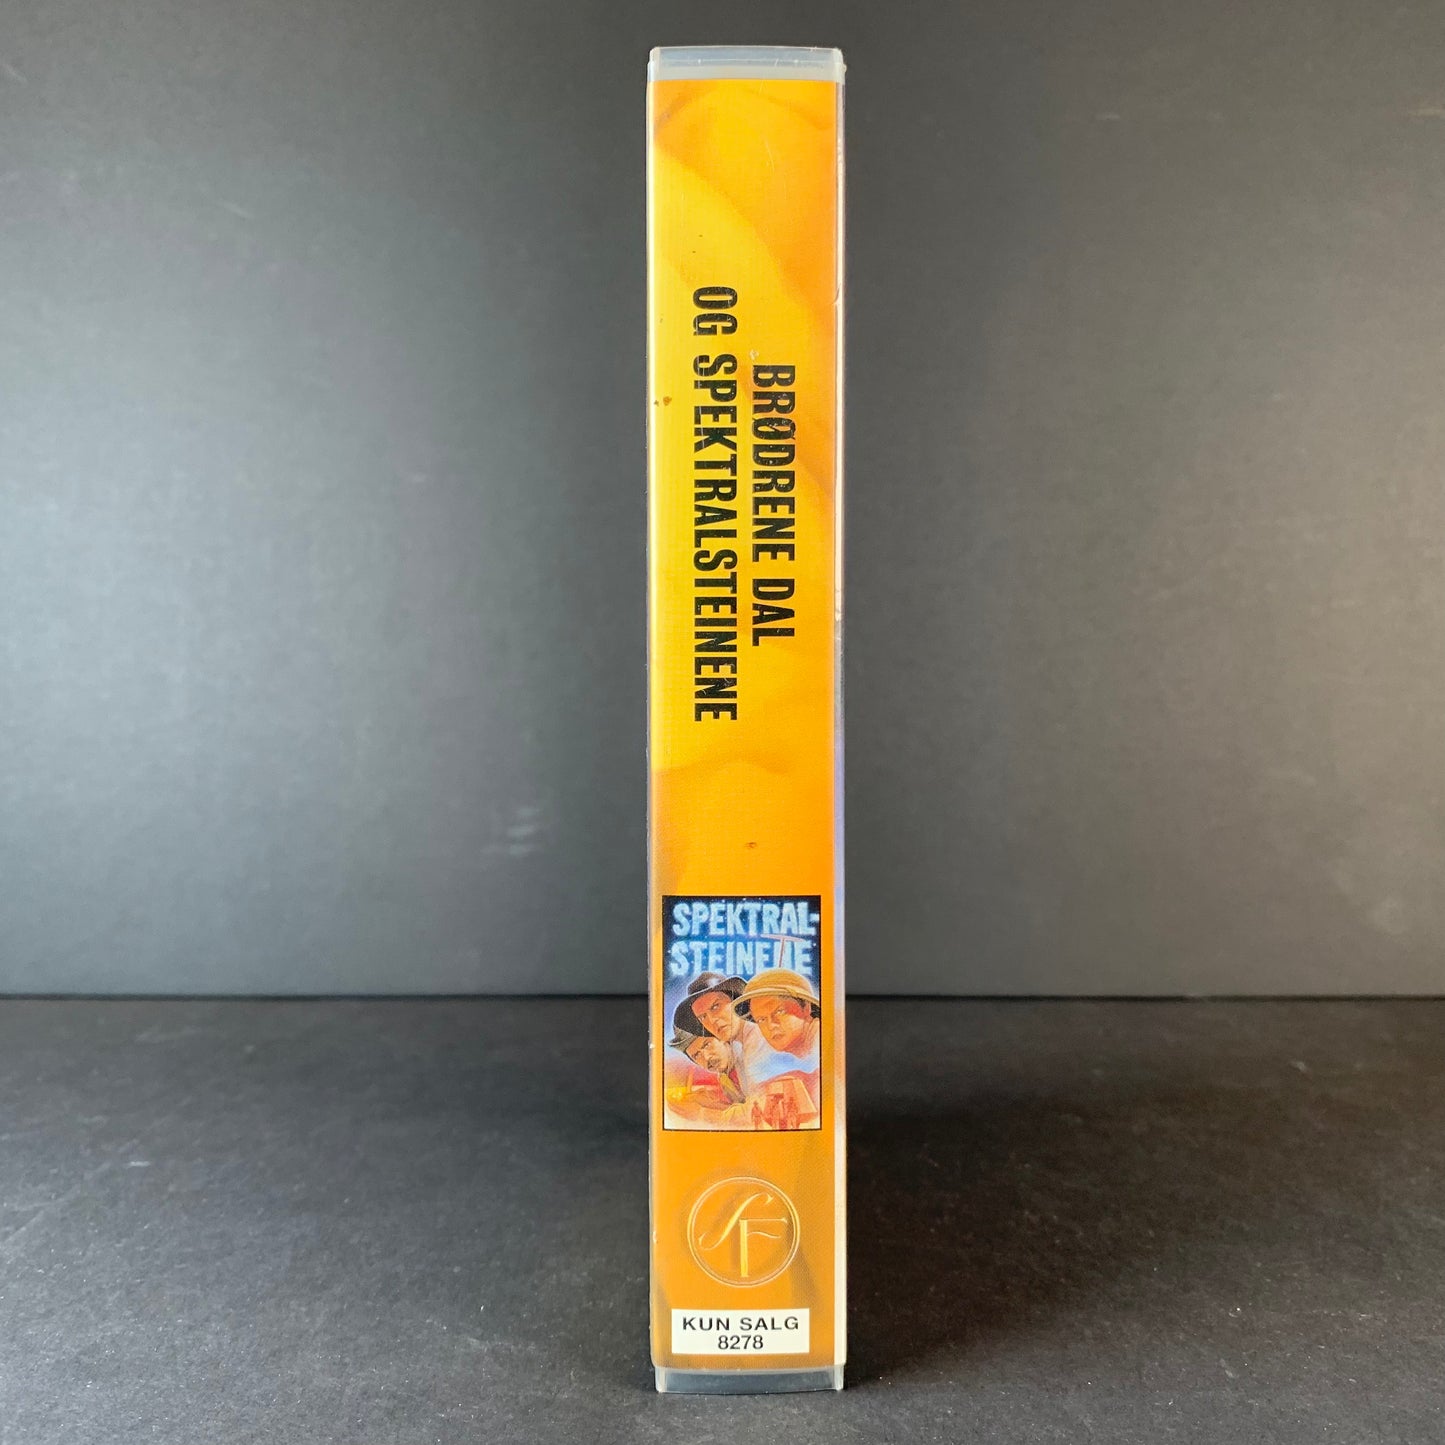 BRØDRENE DAL
OG SPEKTRALSTEINENE
SPEKTRAL-
STEINENE
SF
KUN SALG
8278